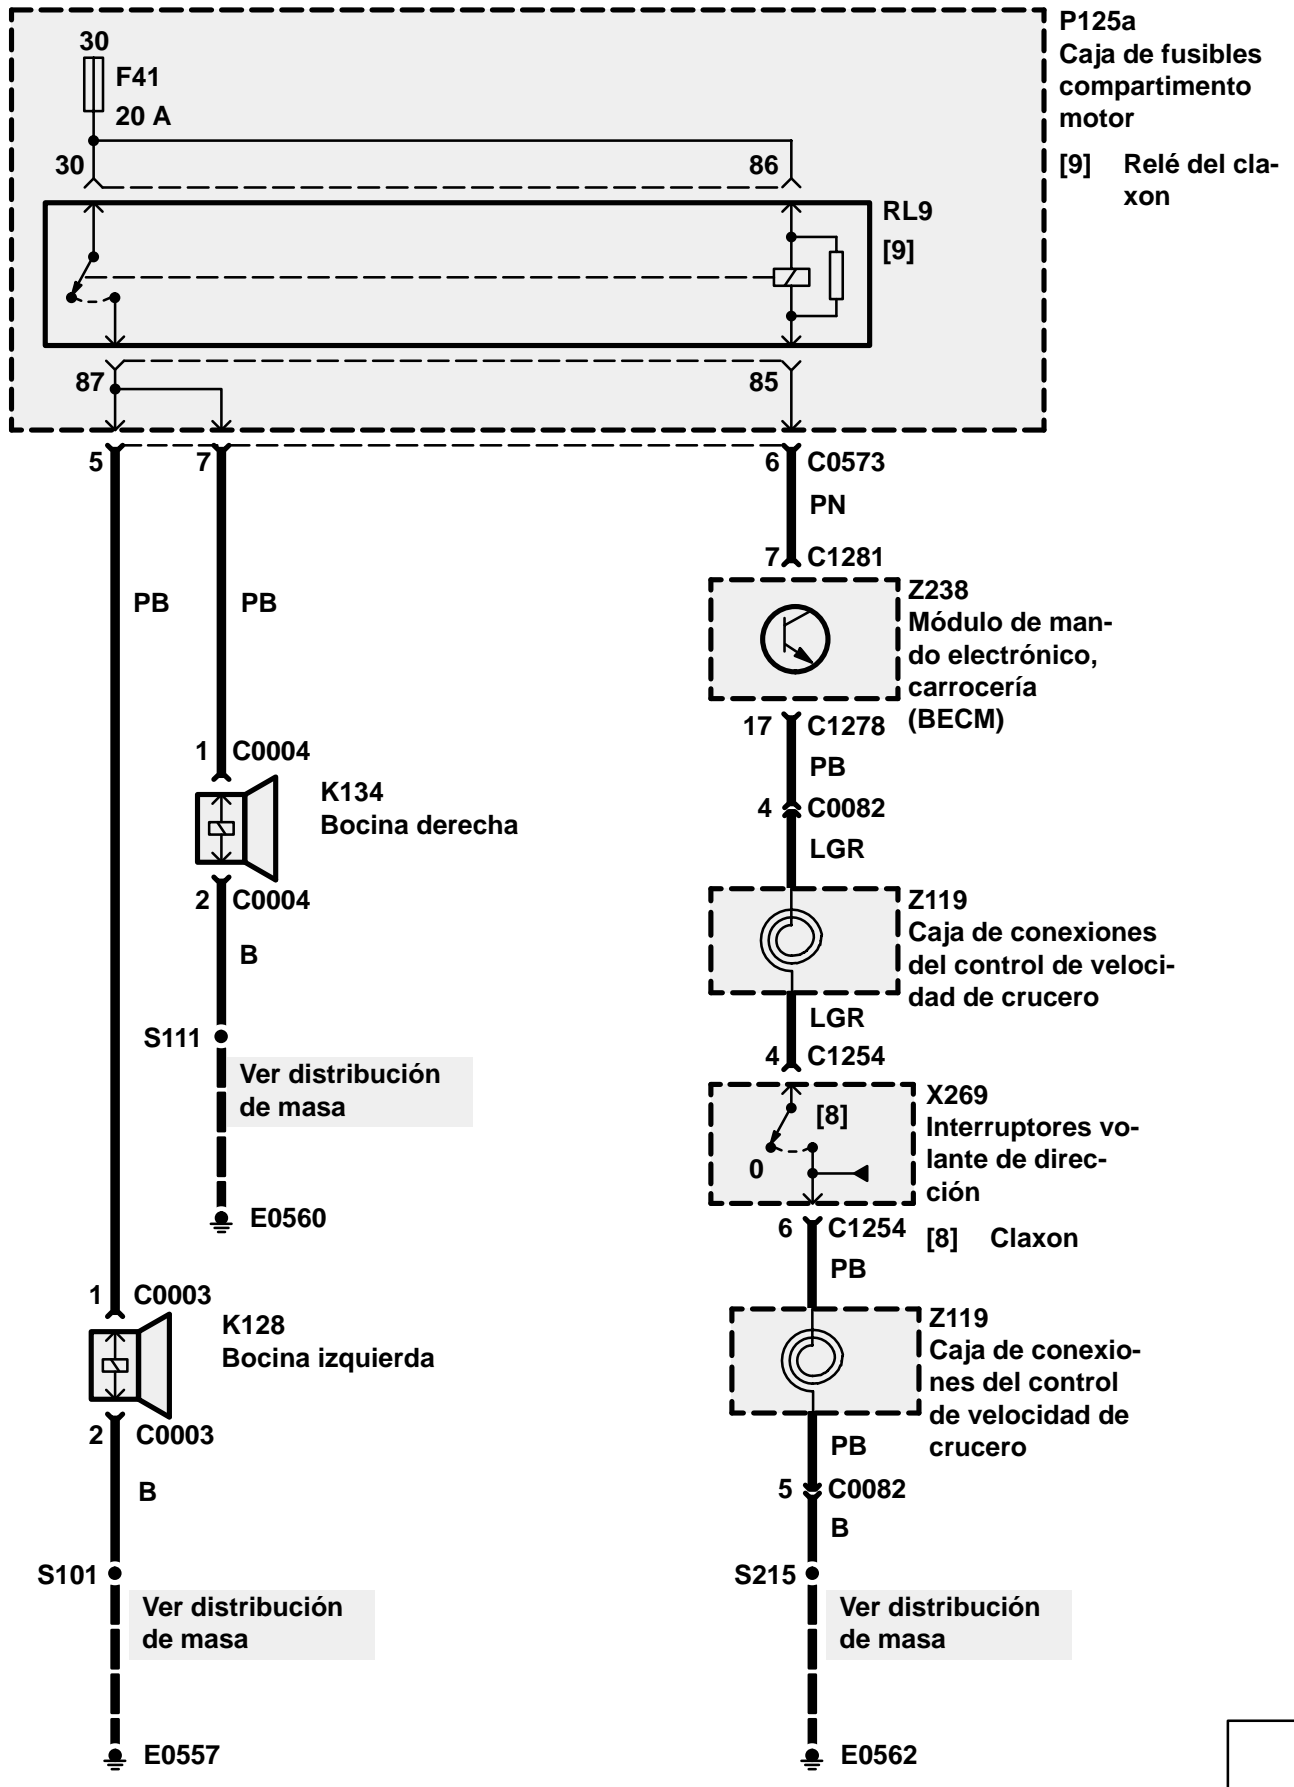 P125a
Caja de fusibles
compartimento
motor
[9] Relé del cla-
xon
30
F41
20 A
30
86
RL9
[9]
87
85
5
7
6 C0573
PN
7 C1281
PB
PB
Z238
Módulo de man-
do electrónico,
carrocería
(BECM)
17 C1278
PB
4 C0082
LGR
1 C0004
K134
Bocina derecha
2 C0004
B
S111
Ver distribución
de masa
E0560
Z119
Caja de conexiones
del control de veloci-
dad de crucero
LGR
4 C1254
X269
Interruptores vo-
lante de direc-
ción
[8]
0
6 C1254
[8] Claxon
PB
1 C0003
K128
Bocina izquierda
2 C0003
B
S101
Ver distribución
de masa
E0557
Z119
Caja de conexio-
nes del control
de velocidad de
crucero
PB
5 C0082
B
S215
Ver distribución
de masa
E0562